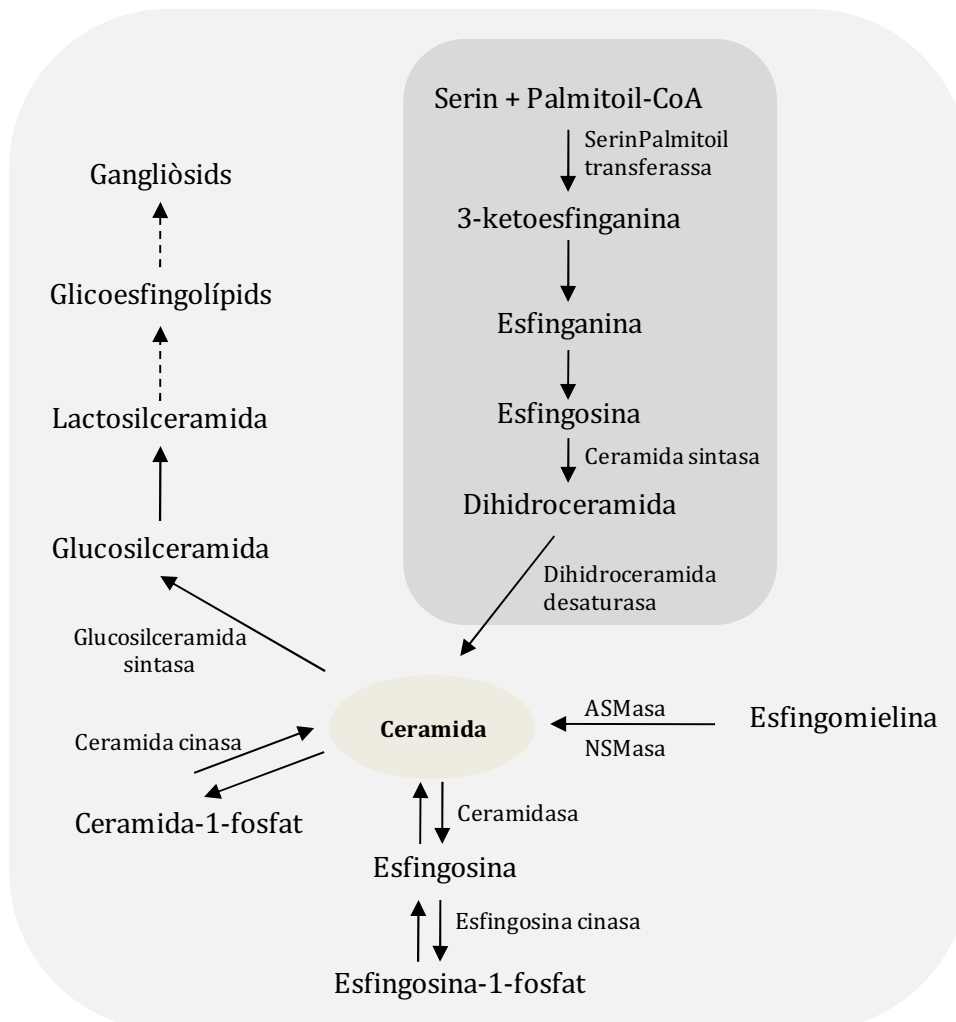 Serin + Palmitoil-CoA
SerinPalmitoil
transferassa
3-ketoesfinganina
Esfinganina
Esfingosina
Ceramida sintasa
Dihidroceramida
Dihidroceramida
desaturasa
Gangliòsids
Glicoesfingolípids
Lactosilceramida
Glucosilceramida
Glucosilceramida
sintasa
Ceramida
ASMasa
NSMasa
Esfingomielina
Ceramida cinasa
Ceramida-1-fosfat
Ceramidasa
Esfingosina
Esfingosina cinasa
Esfingosina-1-fosfat